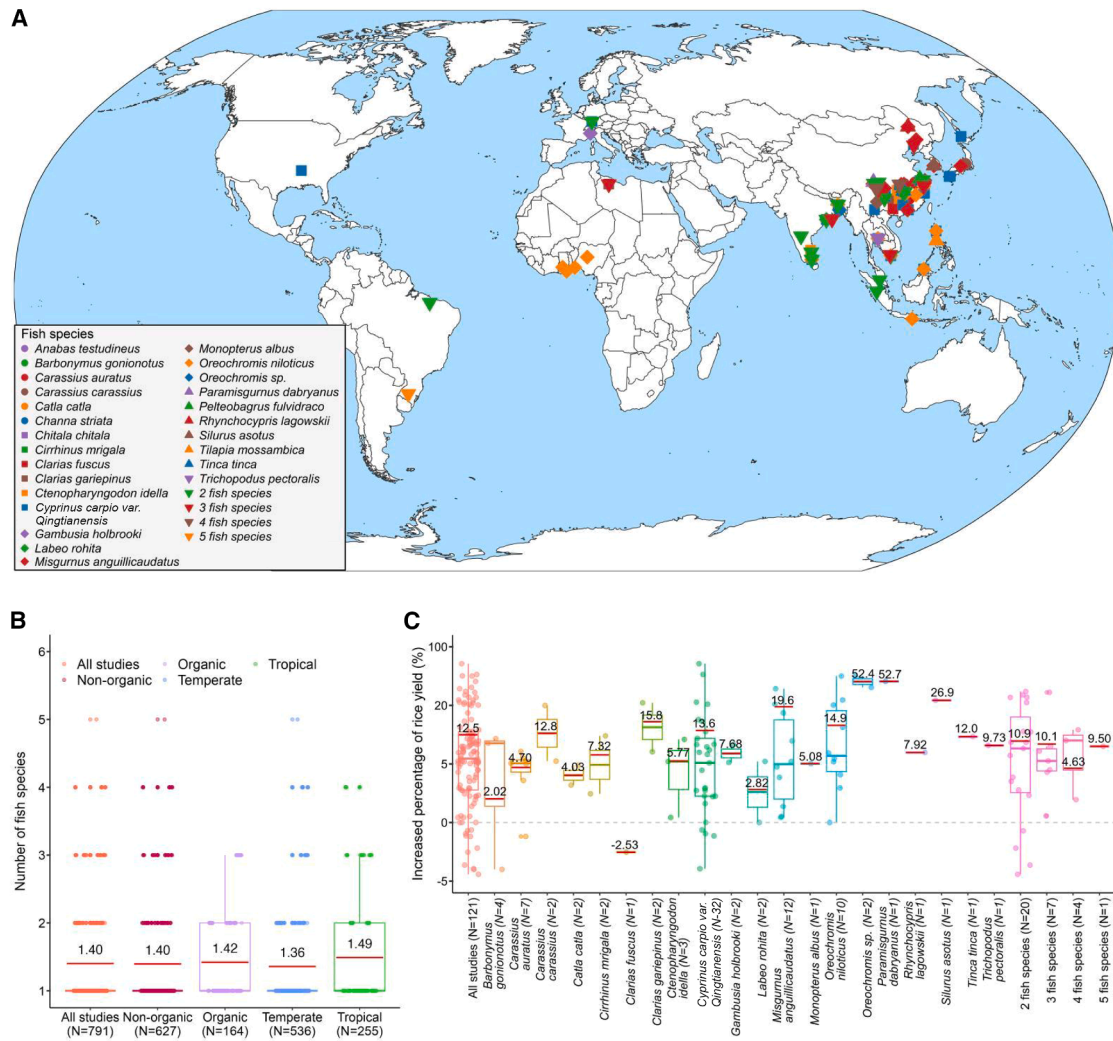 A
Fish species
Anabas testudineus
Barbonymus gonionotus
Carassius auratus
Carassius carassius
Catla catla
Channa striata
Chitala chitala
Cirrhinus mrigala
Clarias fuscus
Clarias gariepinus
Ctenopharyngodon idella
Cyprinus carpio var.
Qingtianensis
Gambusia holbrooki
Labeo rohita
Misgurnus anguillicaudatus
Monopterus albus
Oreochromis niloticus
Oreochromis sp.
Paramisgurnus dabryanus
Pelteobagrus fulvidraco
Rhynchocypris lagowskii
Silurus asotus
Tilapia mossambica
Tinca tinca
Trichopodus pectoralis
2 fish species
3 fish species
4 fish species
5 fish species
B
Number of fish species
6
5
4
3
2
1
All studies
Organic
Tropical
Non-organic
Temperate
1.40
1.40
1.42
1.36
1.49
All studies
(N=791)
Non-organic
(N=627)
Organic
(N=164)
Temperate
(N=536)
Tropical
(N=255)
C
Increased percentage of rice yield (%)
100
20
5
0
-5
12.5
2.02
4.70
12.8
4.03
7.32
-2.53
15.8
5.77
13.6
7.68
2.82
19.6
5.08
14.9
52.4
52.7
7.92
26.9
12.0
9.73
10.9
10.1
4.63
9.50
All studies (N=121)
Barbonymus
gonionotus (N=4)
Carassius
auratus (N=7)
Carassius
carassius (N=2)
Catla catla (N=2)
Cirrhinus mrigala (N=2)
Clarias fuscus (N=1)
Clarias gariepinus (N=2)
Ctenopharyngodon
idella (N=3)
Cyprinus carpio var.
Qingtianensis (N-32)
Gambusia holbrooki (N=2)
Labeo rohita (N=2)
Misgurnus
anguillicaudatus (N=12)
Monopterus albus (N=1)
Oreochromis
niloticus (N=10)
Oreochromis sp. (N=2)
Paramisgurnus
dabryanus (N=1)
Rhynchocypris
lagowskii (N=1)
Silurus asotus (N=1)
Tinca tinca (N=1)
Trichopodus
pectoralis (N=1)
2 fish species (N=20)
3 fish species (N=7)
4 fish species (N=4)
5 fish species (N=1)